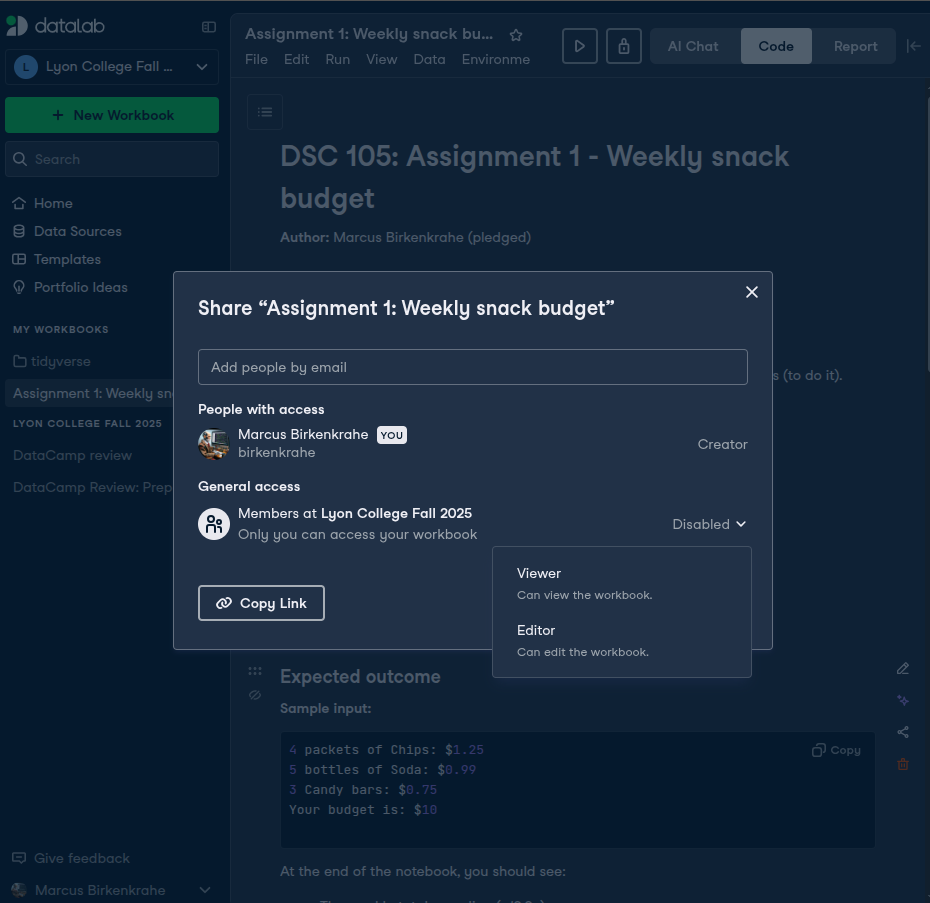 datalab
L Lyon College Fall ...
+ New Workbook
Search
Home
Data Sources
Templates
Portfolio Ideas
MY WORKBOOKS
tidyverse
Assignment 1: Weekly sn
LYON COLLEGE FALL 2025
DataCamp review
DataCamp Review: Prep
Give feedback
Marcus Birkenkrahe
Assignment 1: Weekly snack bu...
File Edit Run View Data Environme
AI Chat Code Report
DSC 105: Assignment 1 - Weekly snack
budget
Author: Marcus Birkenkrahe (pledged)
s (to do it).
Share “Assignment 1: Weekly snack budget”
Add people by email
People with access
Marcus Birkenkrahe YOU
birkenkrahe
Creator
General access
Members at Lyon College Fall 2025
Only you can access your workbook
Disabled
Viewer
Can view the workbook.
Editor
Can edit the workbook.
Copy Link
Expected outcome
Sample input:
4 packets of Chips: $1.25
5 bottles of Soda: $0.99
3 Candy bars: $0.75
Your budget is: $10
Copy
At the end of the notebook, you should see: